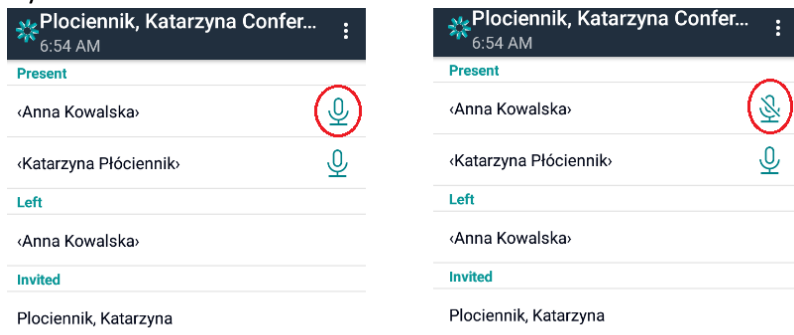 Plociennik, Katarzyna Confer...
6:54 AM
Present
‹Anna Kowalska›
‹Katarzyna Płóciennik›
Left
‹Anna Kowalska›
Invited
Plociennik, Katarzyna
Plociennik, Katarzyna Confer...
6:54 AM
Present
‹Anna Kowalska›
‹Katarzyna Płóciennik›
Left
‹Anna Kowalska›
Invited
Plociennik, Katarzyna